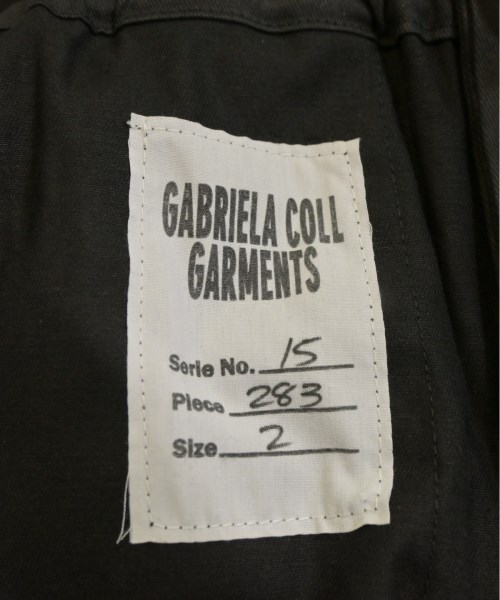 GABRIELA COLL
GARMENTS
Serie No. 15
Piece 283
Size 2